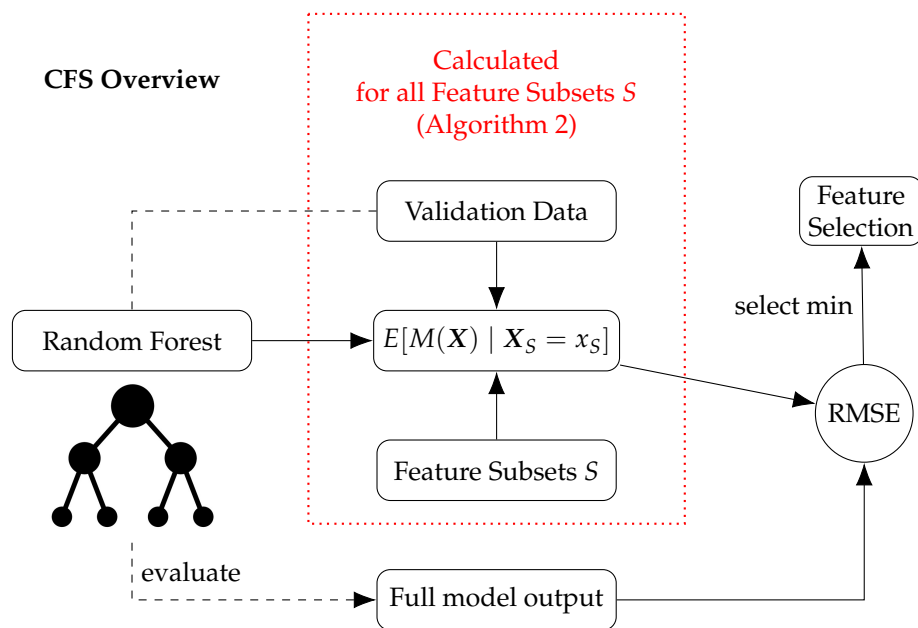 CFS Overview
Calculated
for all Feature Subsets S
(Algorithm 2)
Validation Data
Feature
Selection
select min
Random Forest
E[M(X) | X_S = x_S]
RMSE
Feature Subsets S
evaluate
Full model output